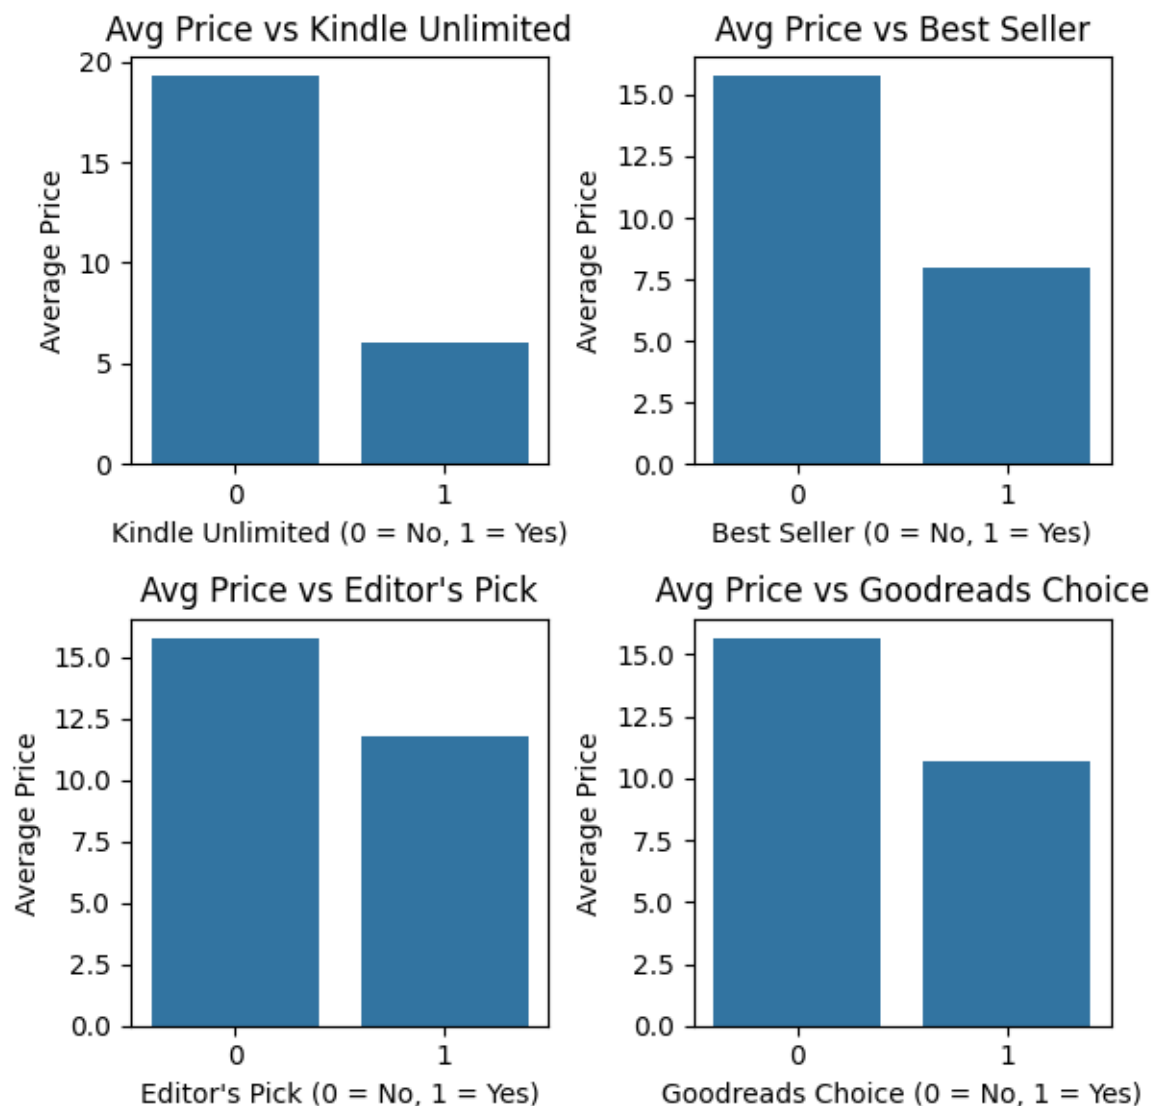 Avg Price vs Kindle Unlimited
20
15
10
5
0
Average Price
0 1
Kindle Unlimited (0 = No, 1 = Yes)
Avg Price vs Best Seller
15.0
12.5
10.0
7.5
5.0
2.5
0.0
Average Price
0 1
Best Seller (0 = No, 1 = Yes)
Avg Price vs Editor's Pick
15.0
12.5
10.0
7.5
5.0
2.5
0.0
Average Price
0 1
Editor's Pick (0 = No, 1 = Yes)
Avg Price vs Goodreads Choice
15.0
12.5
10.0
7.5
5.0
2.5
0.0
Average Price
0 1
Goodreads Choice (0 = No, 1 = Yes)